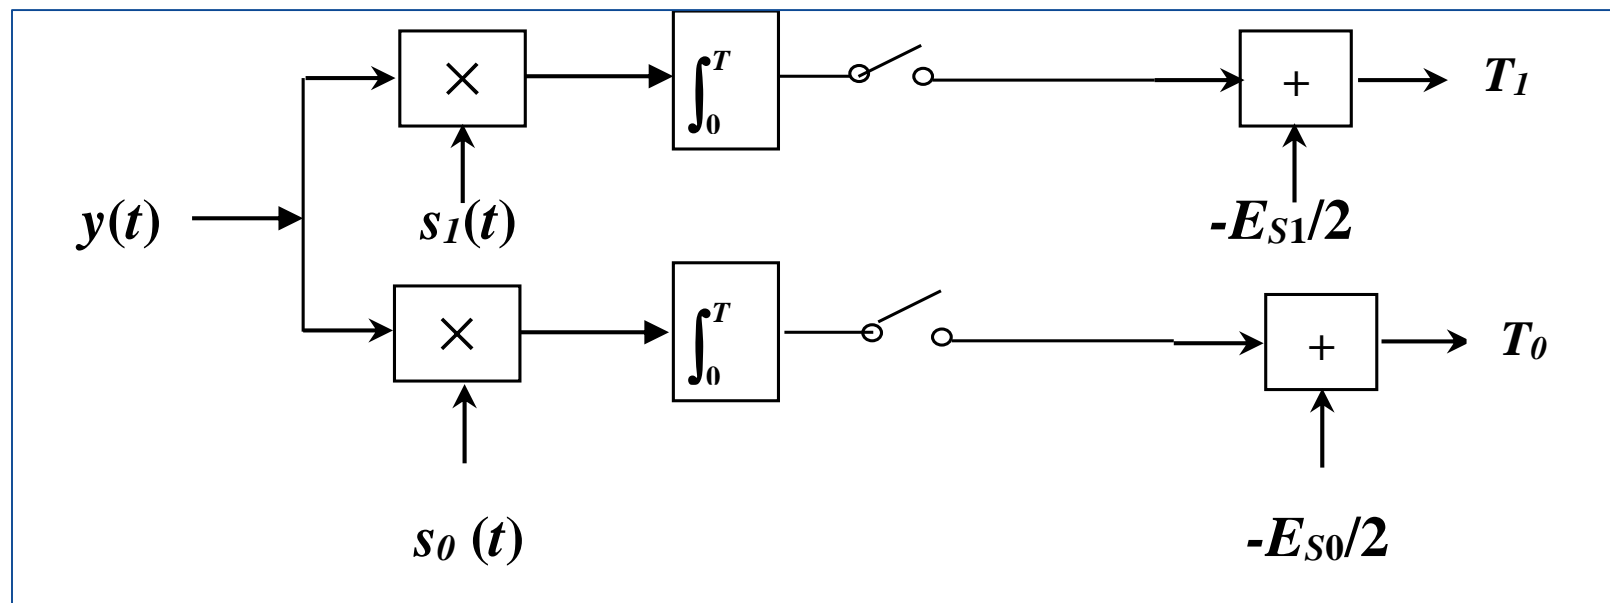 × ∫₀ᵀ + T₁
y(t) s₁(t) -E_S1/2
× ∫₀ᵀ + T₀
s₀ (t) -E_S0/2